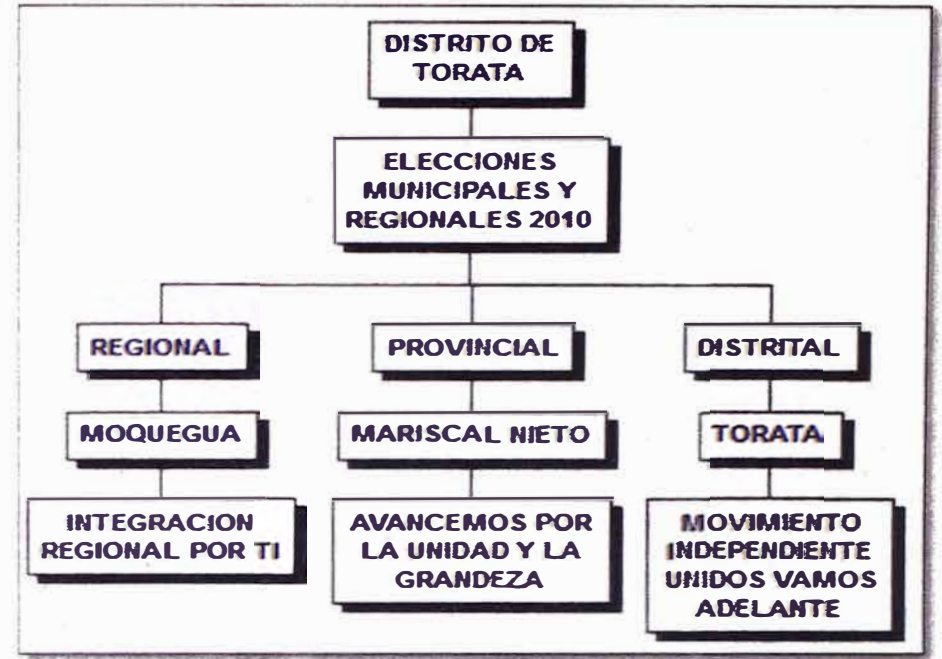 DISTRITO DE
TORATA
ELECCIONES
MUNICIPALES Y
REGIONALES 2010
REGIONAL
PROVINCIAL
DISTRITAL
MOQUEGUA
MARISCAL NIETO
TORATA
INTEGRACION
REGIONAL POR TI
AVANCEMOS POR
LA UNIDAD Y LA
GRANDEZA
MOVIMIENTO
INDEPENDIENTE
UNIDOS VAMOS
ADELANTE